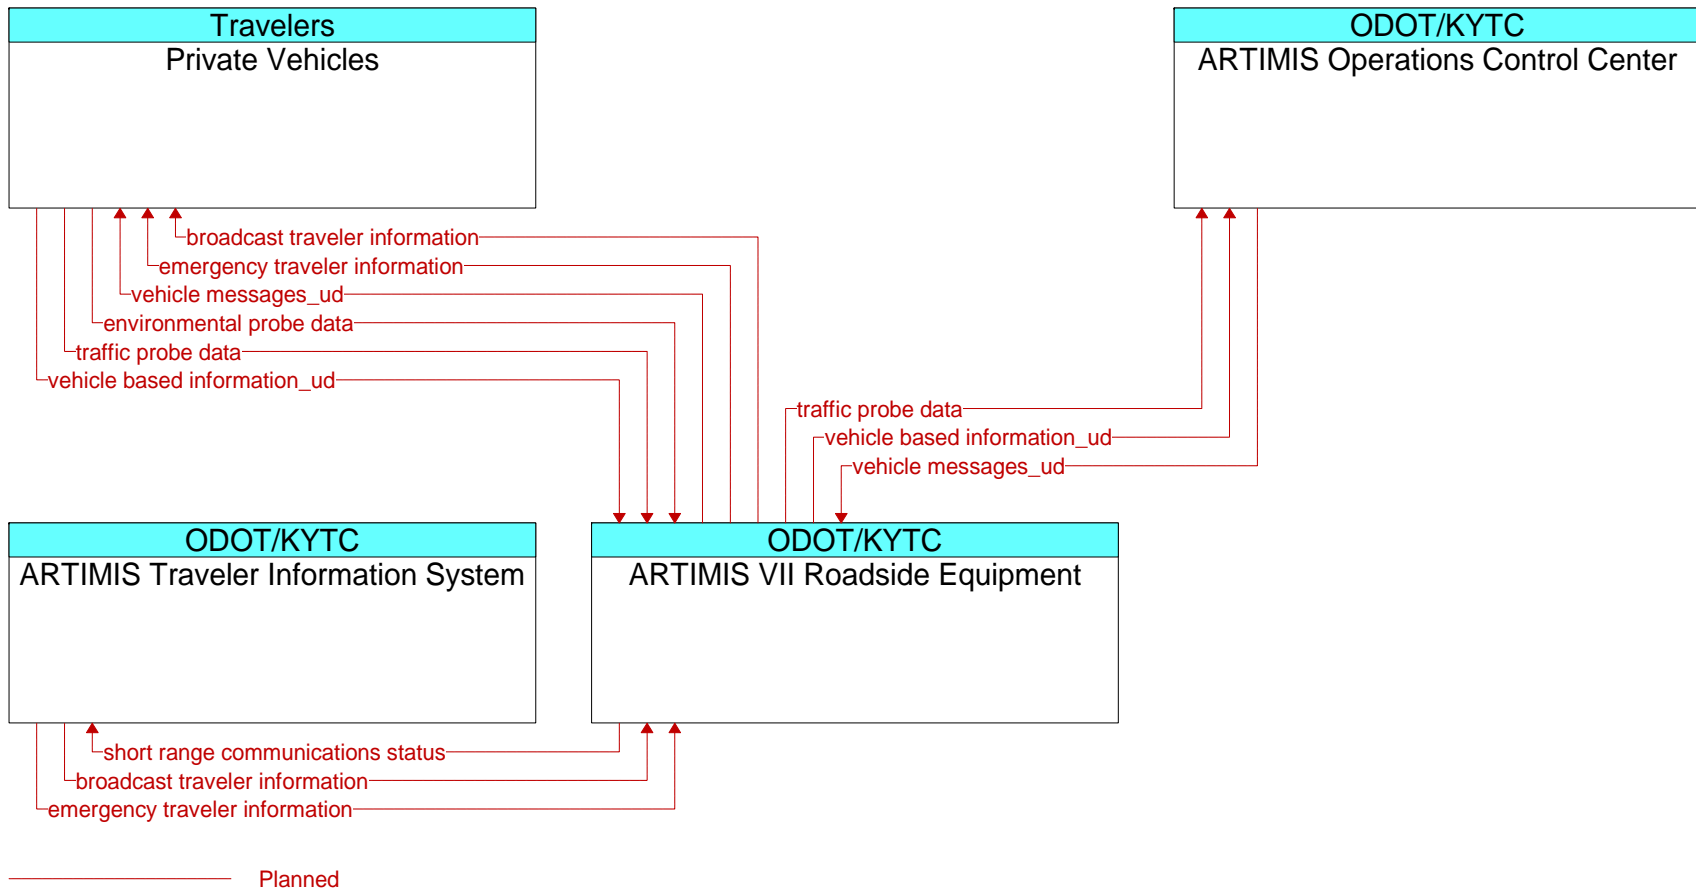 Travelers
Private Vehicles
ODOT/KYTC
ARTIMIS Operations Control Center
broadcast traveler information
emergency traveler information
vehicle messages_ud
environmental probe data
traffic probe data
vehicle based information_ud
traffic probe data
vehicle based information_ud
vehicle messages_ud
ODOT/KYTC
ARTIMIS Traveler Information System
ODOT/KYTC
ARTIMIS VII Roadside Equipment
short range communications status
broadcast traveler information
emergency traveler information
Planned